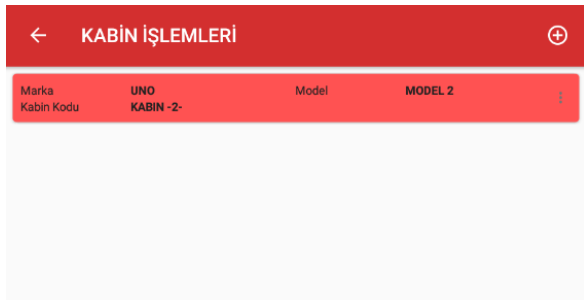 KABİN İŞLEMLERİ
Marka UNO Model MODEL 2
Kabin Kodu KABIN -2-